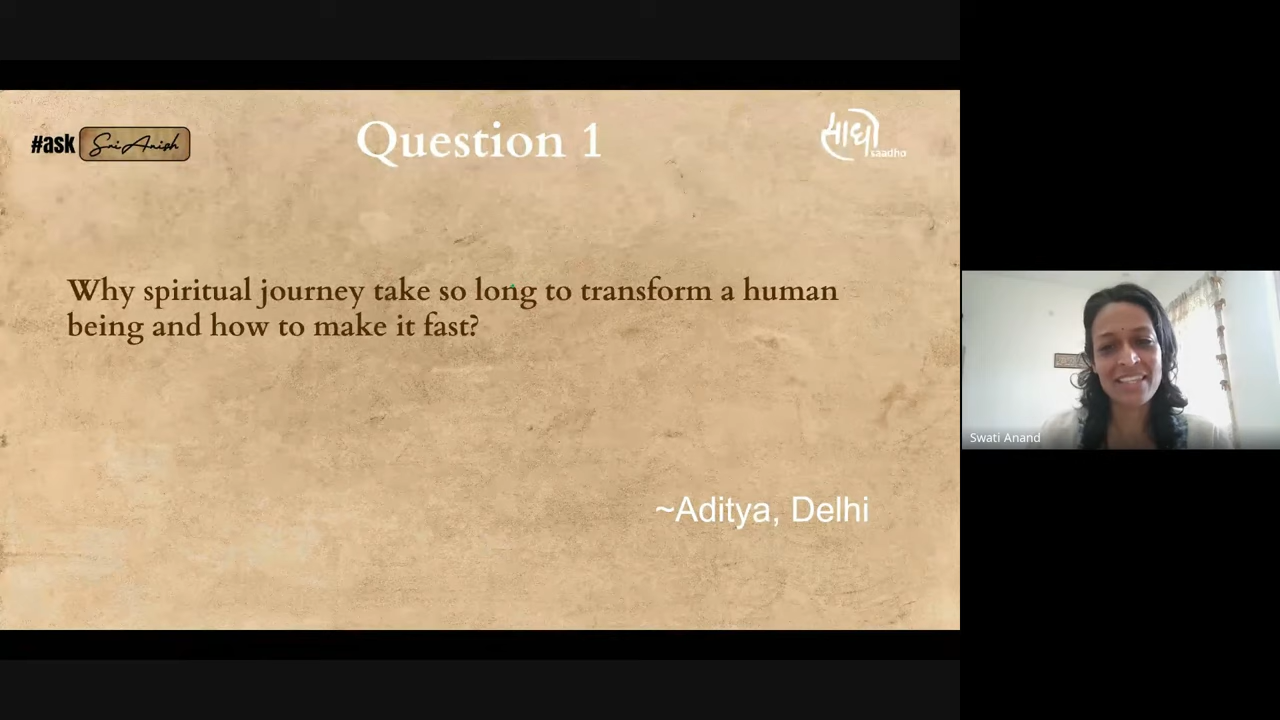 #ask Sri Anish
Question 1
साधो
saadho
Why spiritual journey take so long to transform a human
being and how to make it fast?
~Aditya, Delhi
Swati Anand